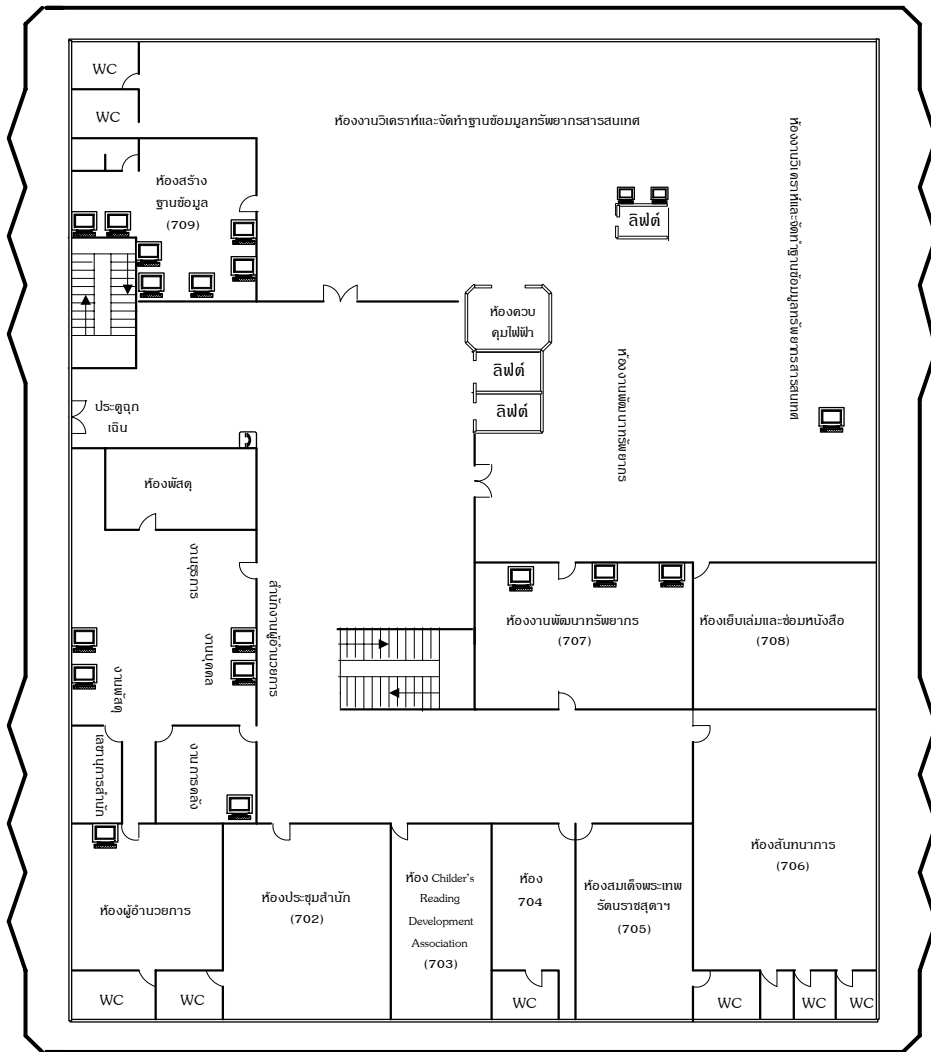 WC
WC
ห้องงานวิเคราห์และจัดทำฐานข้อมมูลทรัพยากรสารสนเทศ
ห้องงานวิเคราห์และจัดทำฐานข้อมูลทรัพยากรสารสนเทศ
ห้องสร้าง
ฐานข้อมูล
(709)
ลิฟต์
ห้องควบ
คุมไฟฟ้า
ลิฟต์
ลิฟต์
ห้องงานพัฒนาทรัพยากร
ประตูฉุก
เฉิน
ห้องพัสดุ
งานธุรการ
สำนักงานผู้อำนวยการ
งานบุคคล
งานพัสดุ
ห้องงานพัฒนาทรัพยากร
(707)
ห้องเย็บเล่มและซ่อมหนังสือ
(708)
เลขานุการสำนัก
งานการคลัง
ห้องผู้อำนวยการ
ห้องประชุมสำนัก
(702)
ห้อง Childer's
Reading
Development
Association
(703)
ห้อง
704
ห้องสมเด็จพระเทพ
รัตนราชสุดาฯ
(705)
ห้องสันทนาการ
(706)
WC
WC
WC
WC
WC
WC